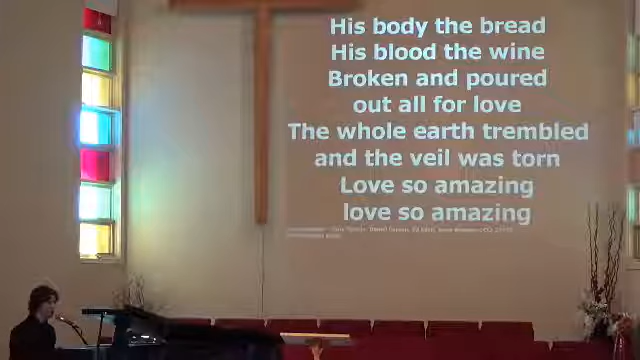 His body the bread
His blood the wine
Broken and poured
out all for love
The whole earth trembled
and the veil was torn
Love so amazing
love so amazing